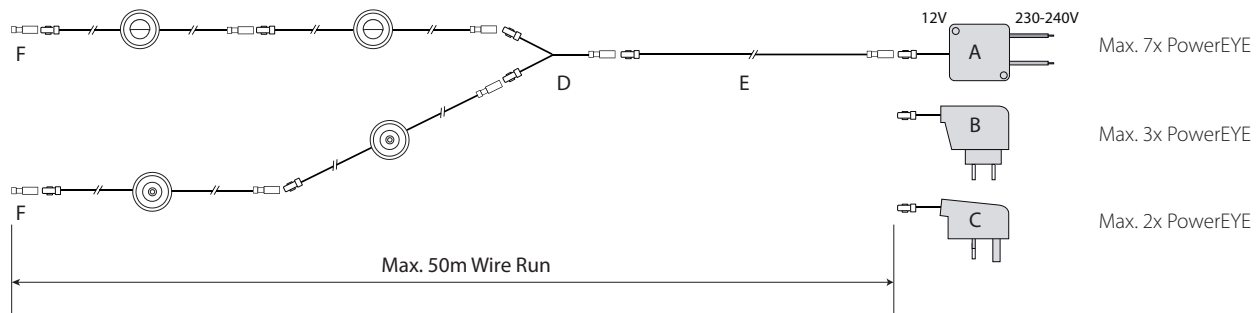 12V
230-240V
F
A
Max. 7x PowerEYE
D
E
B
Max. 3x PowerEYE
F
C
Max. 2x PowerEYE
Max. 50m Wire Run